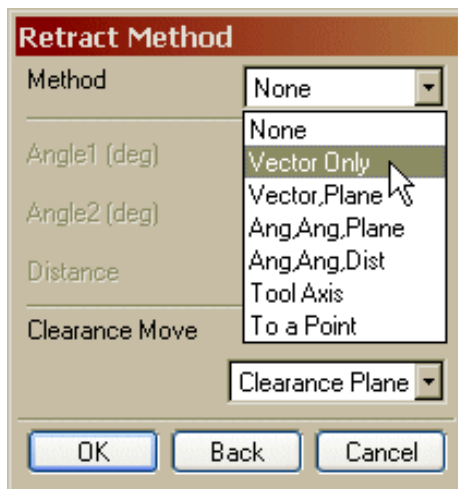 Retract Method
Method
None
None
Vector Only
Vector,Plane
Ang,Ang,Plane
Ang,Ang,Dist
Tool Axis
To a Point
Angle1 (deg)
Angle2 (deg)
Distance
Clearance Move
Clearance Plane
OK Back Cancel